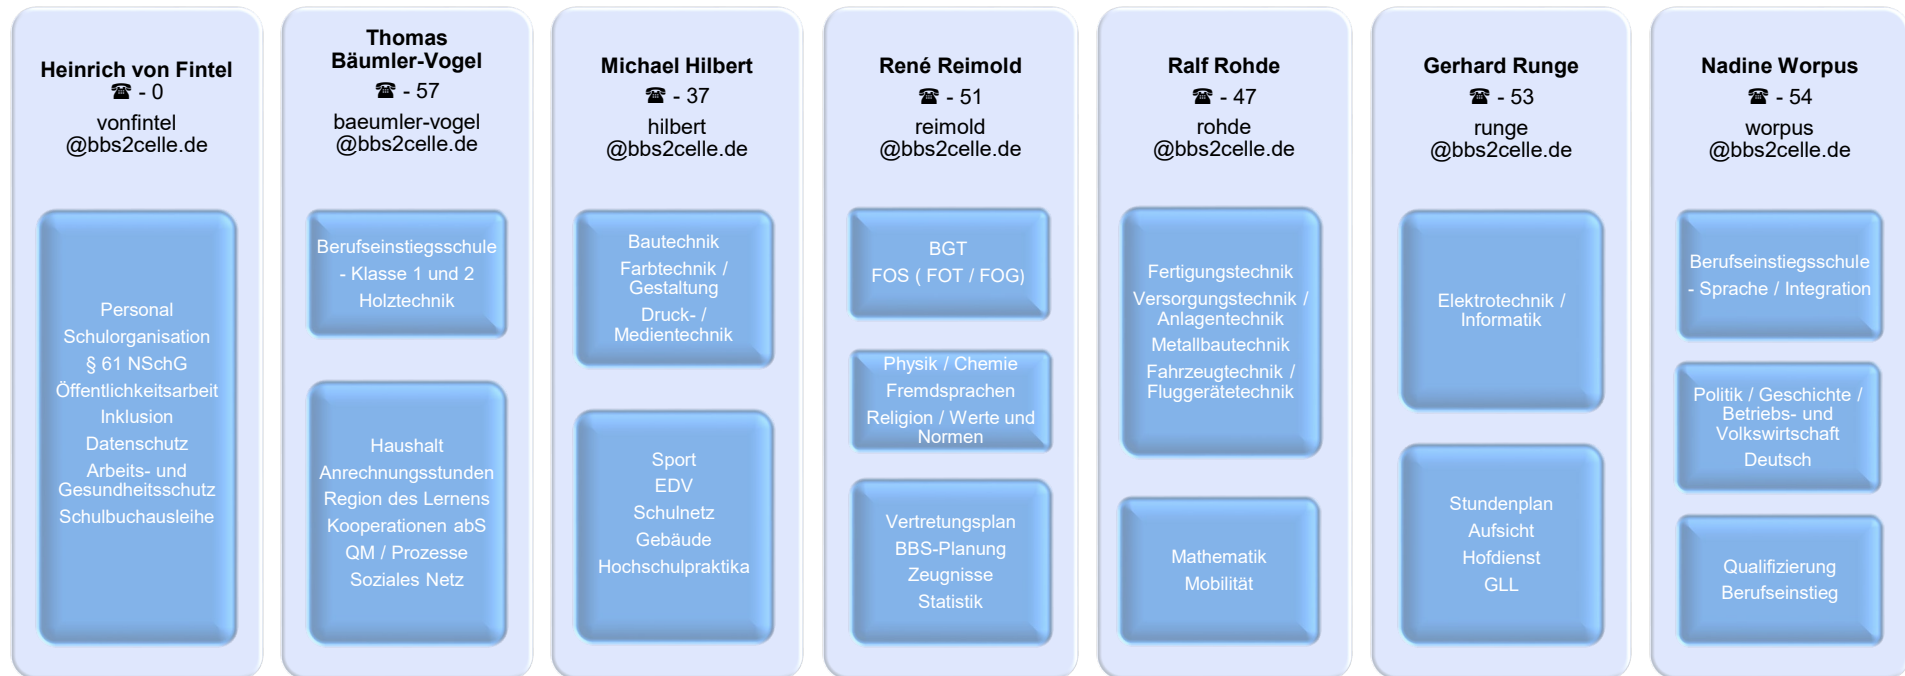 Heinrich von Fintel
☎ - 0
vonfintel
@bbs2celle.de
Personal
Schulorganisation
§ 61 NSchG
Öffentlichkeitsarbeit
Inklusion
Datenschutz
Arbeits- und
Gesundheitsschutz
Schulbuchausleihe
Thomas
Bäumler-Vogel
☎ - 57
baeumler-vogel
@bbs2celle.de
Berufseinstiegsschule
- Klasse 1 und 2
Holztechnik
Haushalt
Anrechnungsstunden
Region des Lernens
Kooperationen abS
QM / Prozesse
Soziales Netz
Michael Hilbert
☎ - 37
hilbert
@bbs2celle.de
Bautechnik
Farbtechnik /
Gestaltung
Druck- /
Medientechnik
Sport
EDV
Schulnetz
Gebäude
Hochschulpraktika
René Reimold
☎ - 51
reimold
@bbs2celle.de
BGT
FOS ( FOT / FOG)
Physik / Chemie
Fremdsprachen
Religion / Werte und
Normen
Vertretungsplan
BBS-Planung
Zeugnisse
Statistik
Ralf Rohde
☎ - 47
rohde
@bbs2celle.de
Fertigungstechnik
Versorgungstechnik /
Anlagentechnik
Metallbautechnik
Fahrzeugtechnik /
Fluggerätetechnik
Mathematik
Mobilität
Gerhard Runge
☎ - 53
runge
@bbs2celle.de
Elektrotechnik /
Informatik
Stundenplan
Aufsicht
Hofdienst
GLL
Nadine Worpus
☎ - 54
worpus
@bbs2celle.de
Berufseinstiegsschule
- Sprache / Integration
Politik / Geschichte /
Betriebs- und
Volkswirtschaft
Deutsch
Qualifizierung
Berufseinstieg